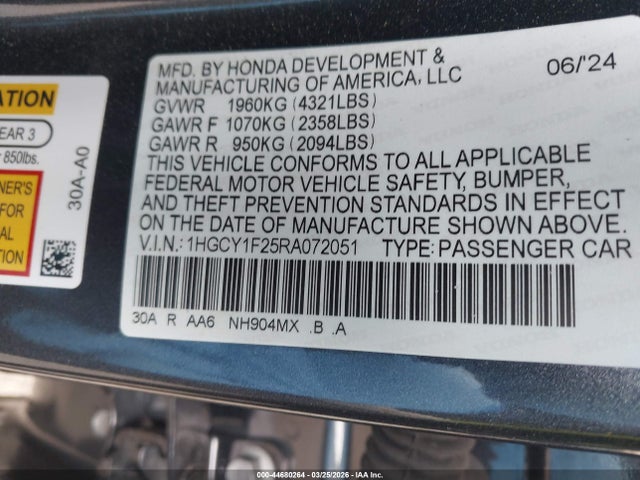 MFD. BY HONDA DEVELOPMENT &
MANUFACTURING OF AMERICA, LLC 06/'24
GVWR 1960KG (4321LBS)
GAWR F 1070KG (2358LBS)
GAWR R 950KG (2094LBS)
THIS VEHICLE CONFORMS TO ALL APPLICABLE
FEDERAL MOTOR VEHICLE SAFETY, BUMPER,
AND THEFT PREVENTION STANDARDS IN EFFECT
ON THE DATE OF MANUFACTURE SHOWN ABOVE.
V.I.N.: 1HGCY1F25RA072051 TYPE: PASSENGER CAR
30A R AA6 NH904MX .B .A
EAR 3
r 850lbs.
NER'S
FOR
AL
30A-A0
000-44680264 - 03/25/2026 - IAA Inc.